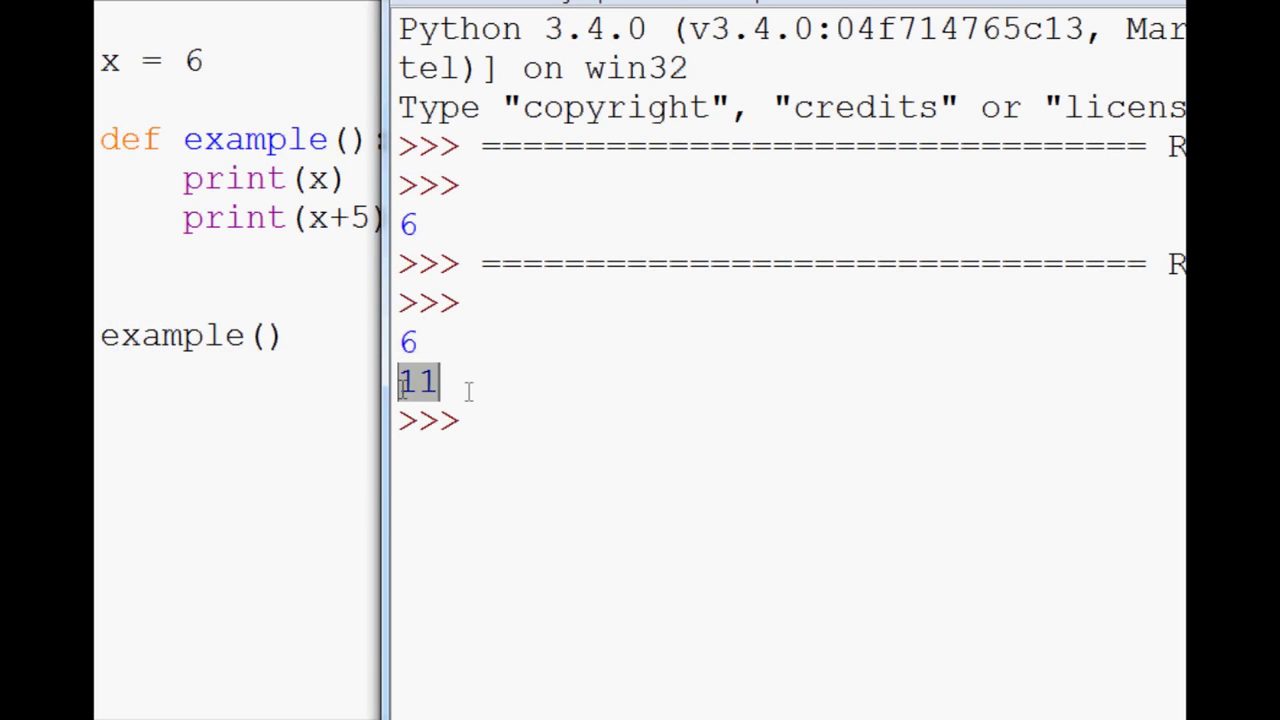 x = 6
def example():
print(x)
print(x+5)
example()
Python 3.4.0 (v3.4.0:04f714765c13, Mar
tel)] on win32
Type "copyright", "credits" or "licens
>>> ================================ R
>>>
6
>>> ================================ R
>>>
6
11
>>>